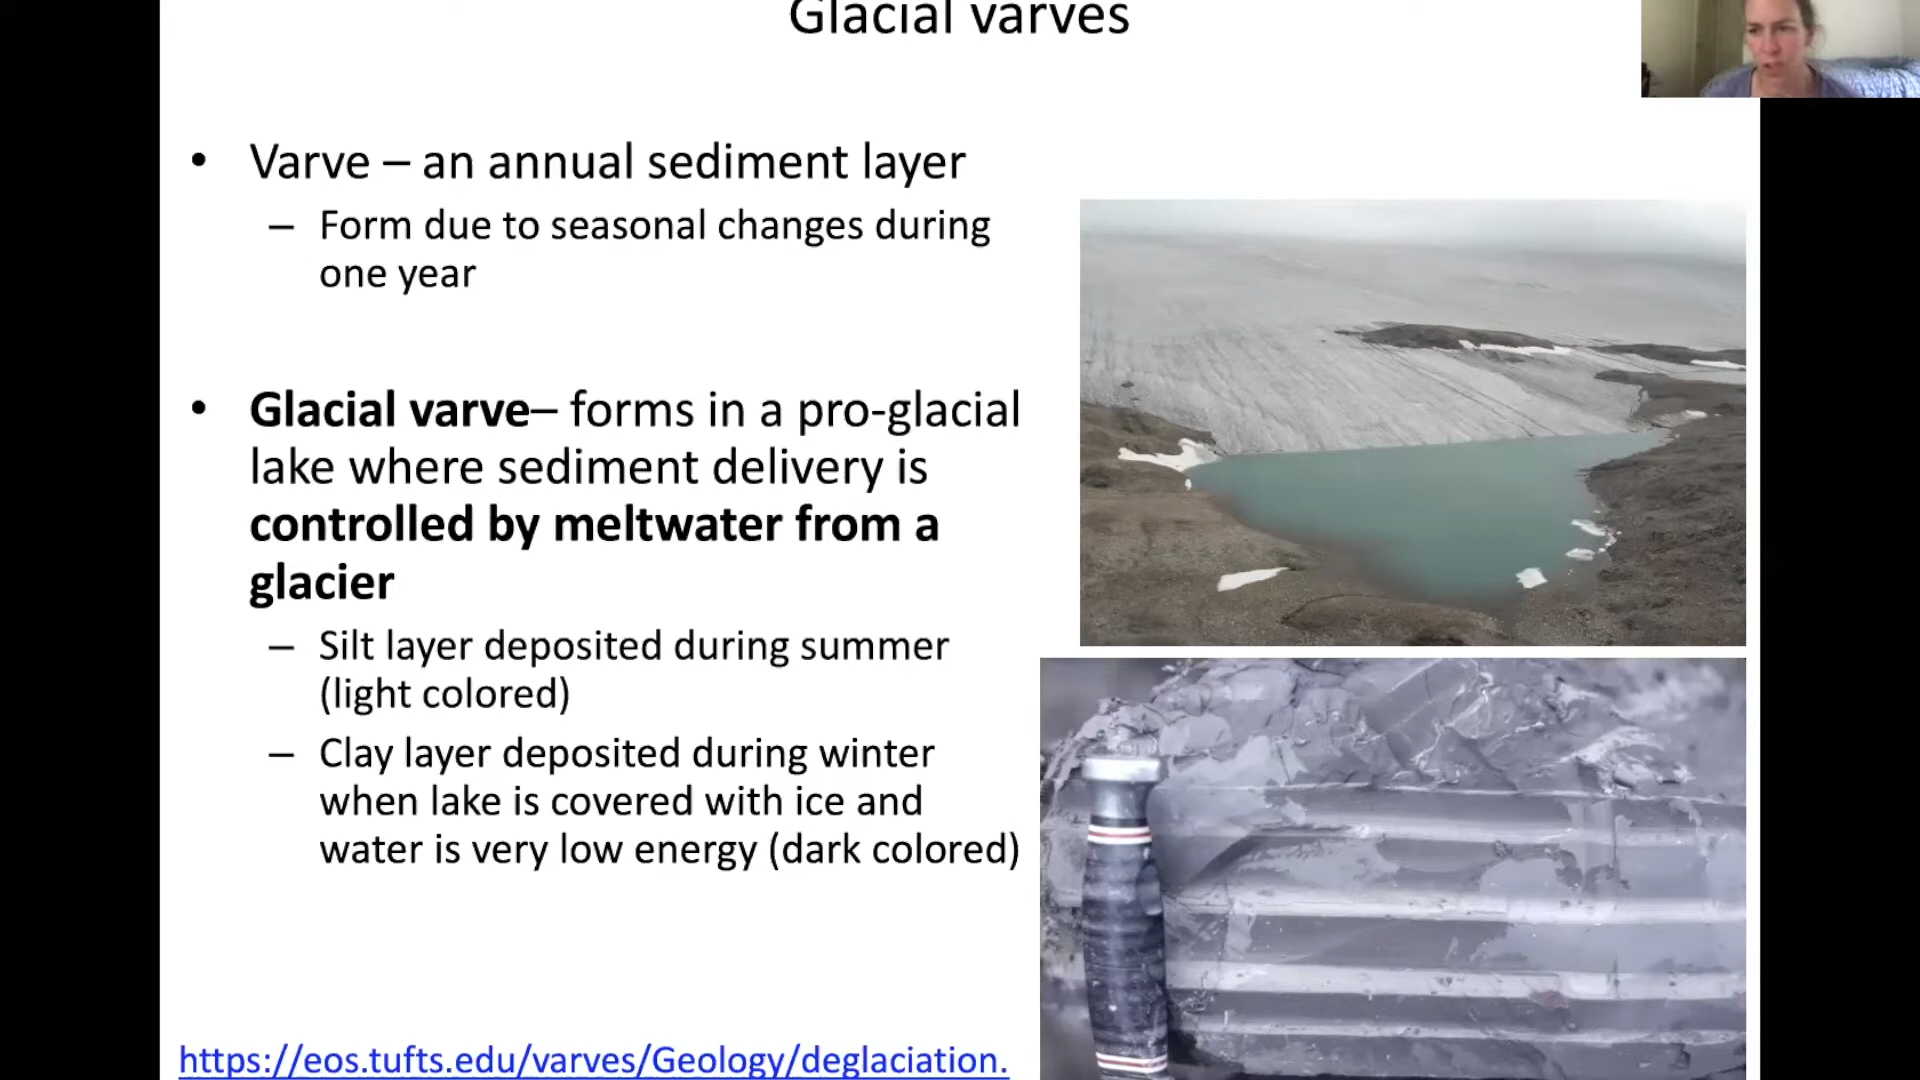 Glacial varves
• Varve – an annual sediment layer
– Form due to seasonal changes during
one year
• Glacial varve– forms in a pro-glacial
lake where sediment delivery is
controlled by meltwater from a
glacier
– Silt layer deposited during summer
(light colored)
– Clay layer deposited during winter
when lake is covered with ice and
water is very low energy (dark colored)
https://eos.tufts.edu/varves/Geology/deglaciation.